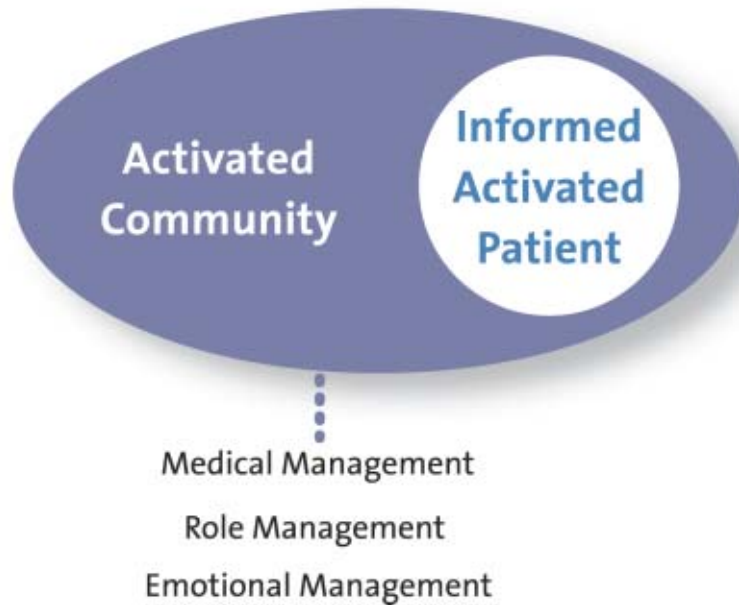 Activated
Community
Informed
Activated
Patient
Medical Management
Role Management
Emotional Management